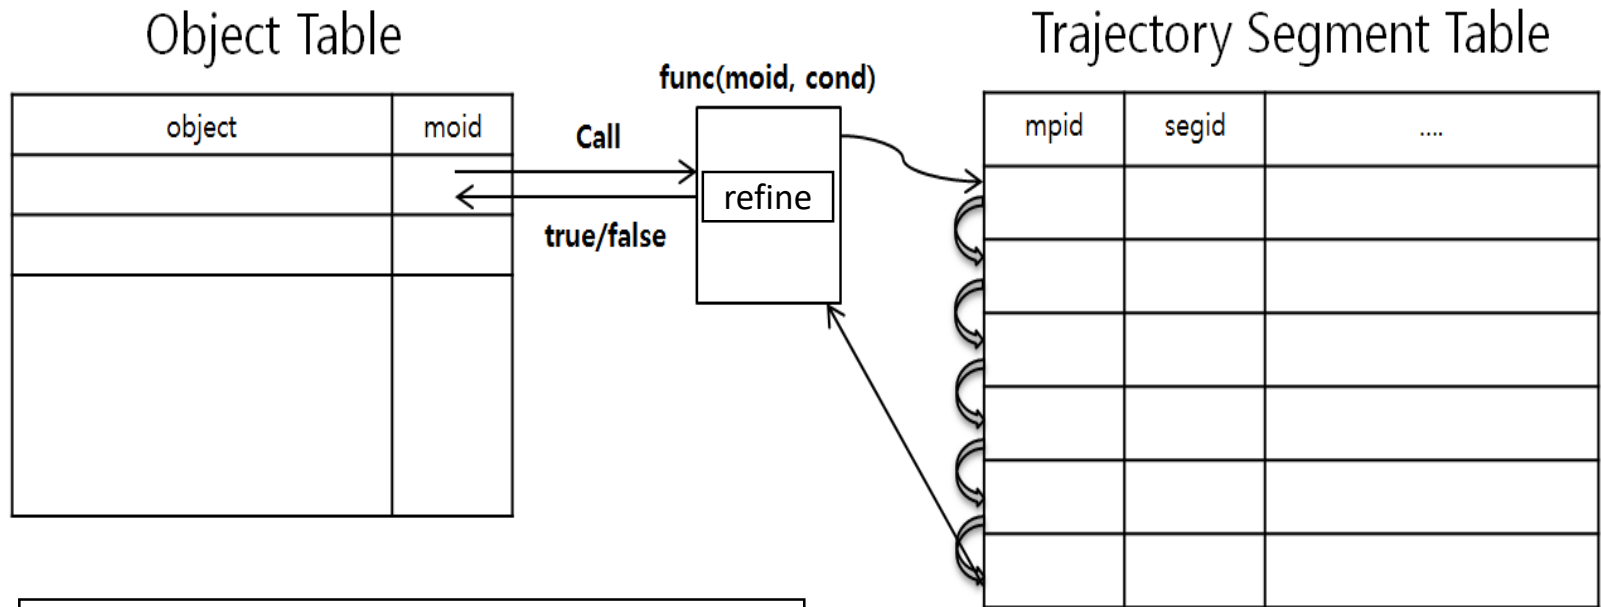 Object Table
Trajectory Segment Table
func(moid, cond)
object
moid
Call
refine
true/false
mpid
segid
....